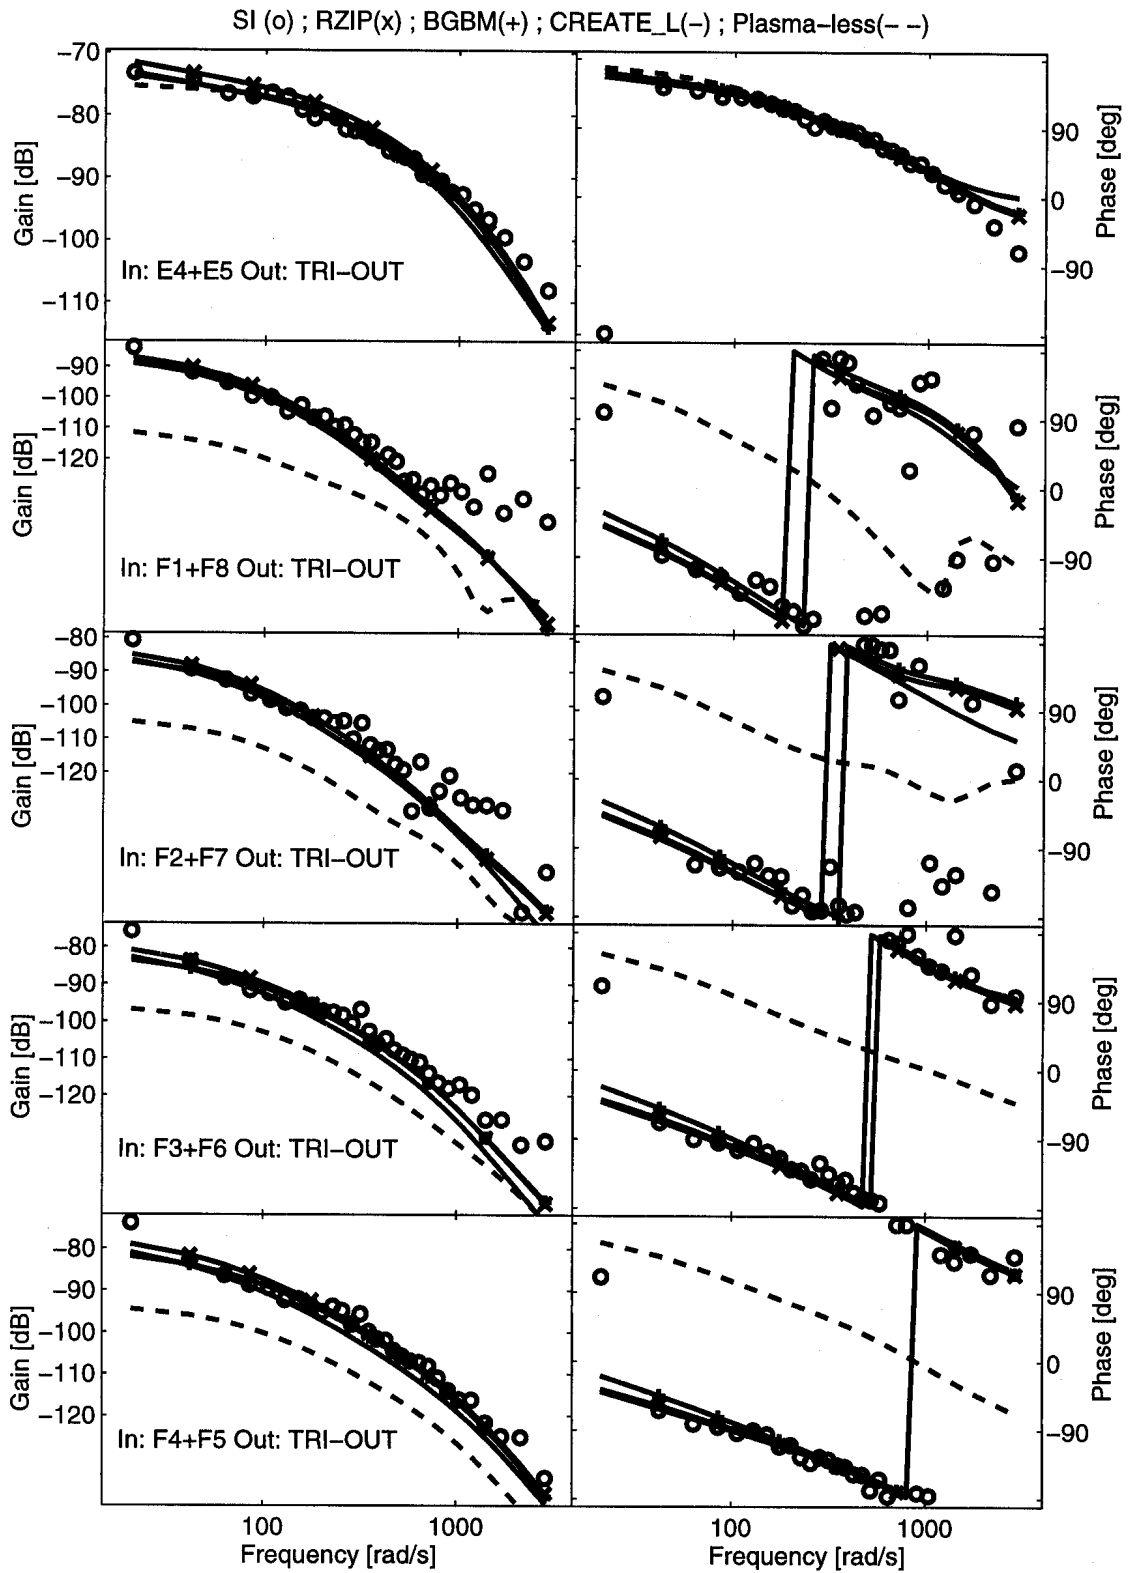 SI (o) ; RZIP(x) ; BGBM(+) ; CREATE_L(−) ; Plasma−less(− −)
−70
−80
−90
−100
−110
Gain [dB]
In: E4+E5 Out: TRI−OUT
90
0
−90
Phase [deg]
−90
−100
−110
−120
Gain [dB]
In: F1+F8 Out: TRI−OUT
90
0
−90
Phase [deg]
−80
−90
−100
−110
−120
Gain [dB]
In: F2+F7 Out: TRI−OUT
90
0
−90
Phase [deg]
−80
−90
−100
−110
−120
Gain [dB]
In: F3+F6 Out: TRI−OUT
90
0
−90
Phase [deg]
−80
−90
−100
−110
−120
Gain [dB]
In: F4+F5 Out: TRI−OUT
90
0
−90
Phase [deg]
100 1000
Frequency [rad/s]
100 1000
Frequency [rad/s]